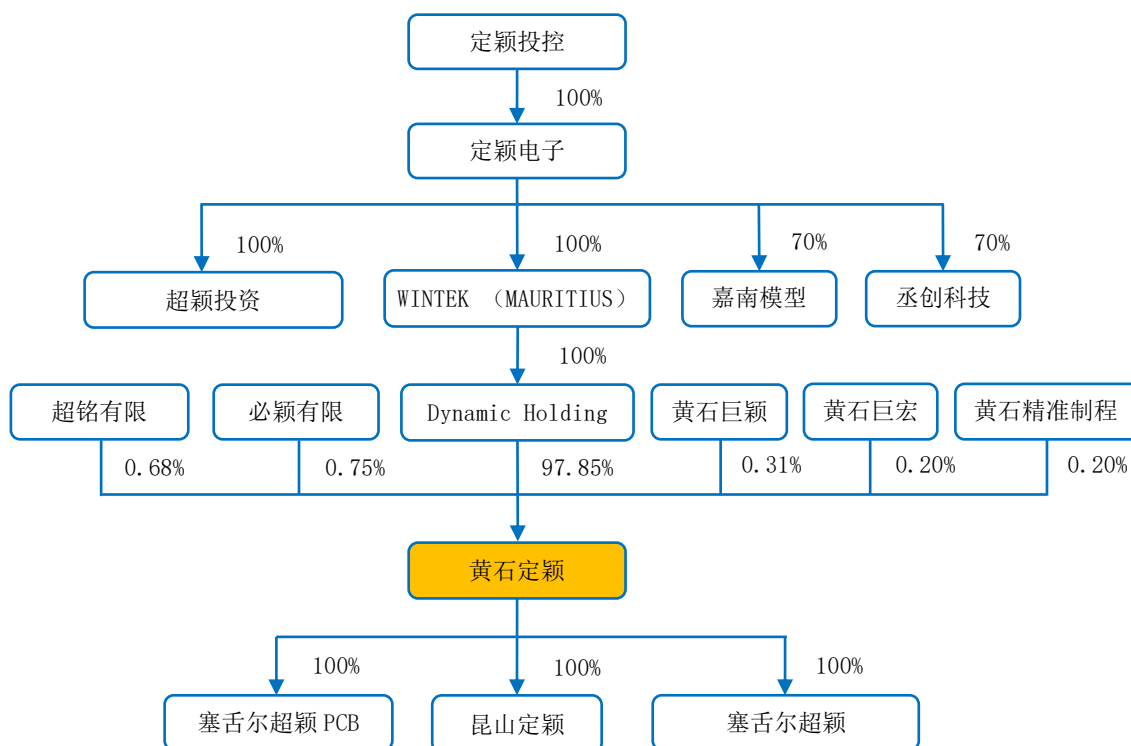 定颖投控
100%
定颖电子
100%
100%
70%
70%
超颖投资
WINTEK （MAURITIUS）
嘉南模型
丞创科技
100%
超铭有限
必颖有限
Dynamic Holding
黄石巨颖
黄石巨宏
黄石精准制程
0.68%
0.75%
97.85%
0.31%
0.20%
0.20%
黄石定颖
100%
100%
100%
塞舌尔超颖 PCB
昆山定颖
塞舌尔超颖